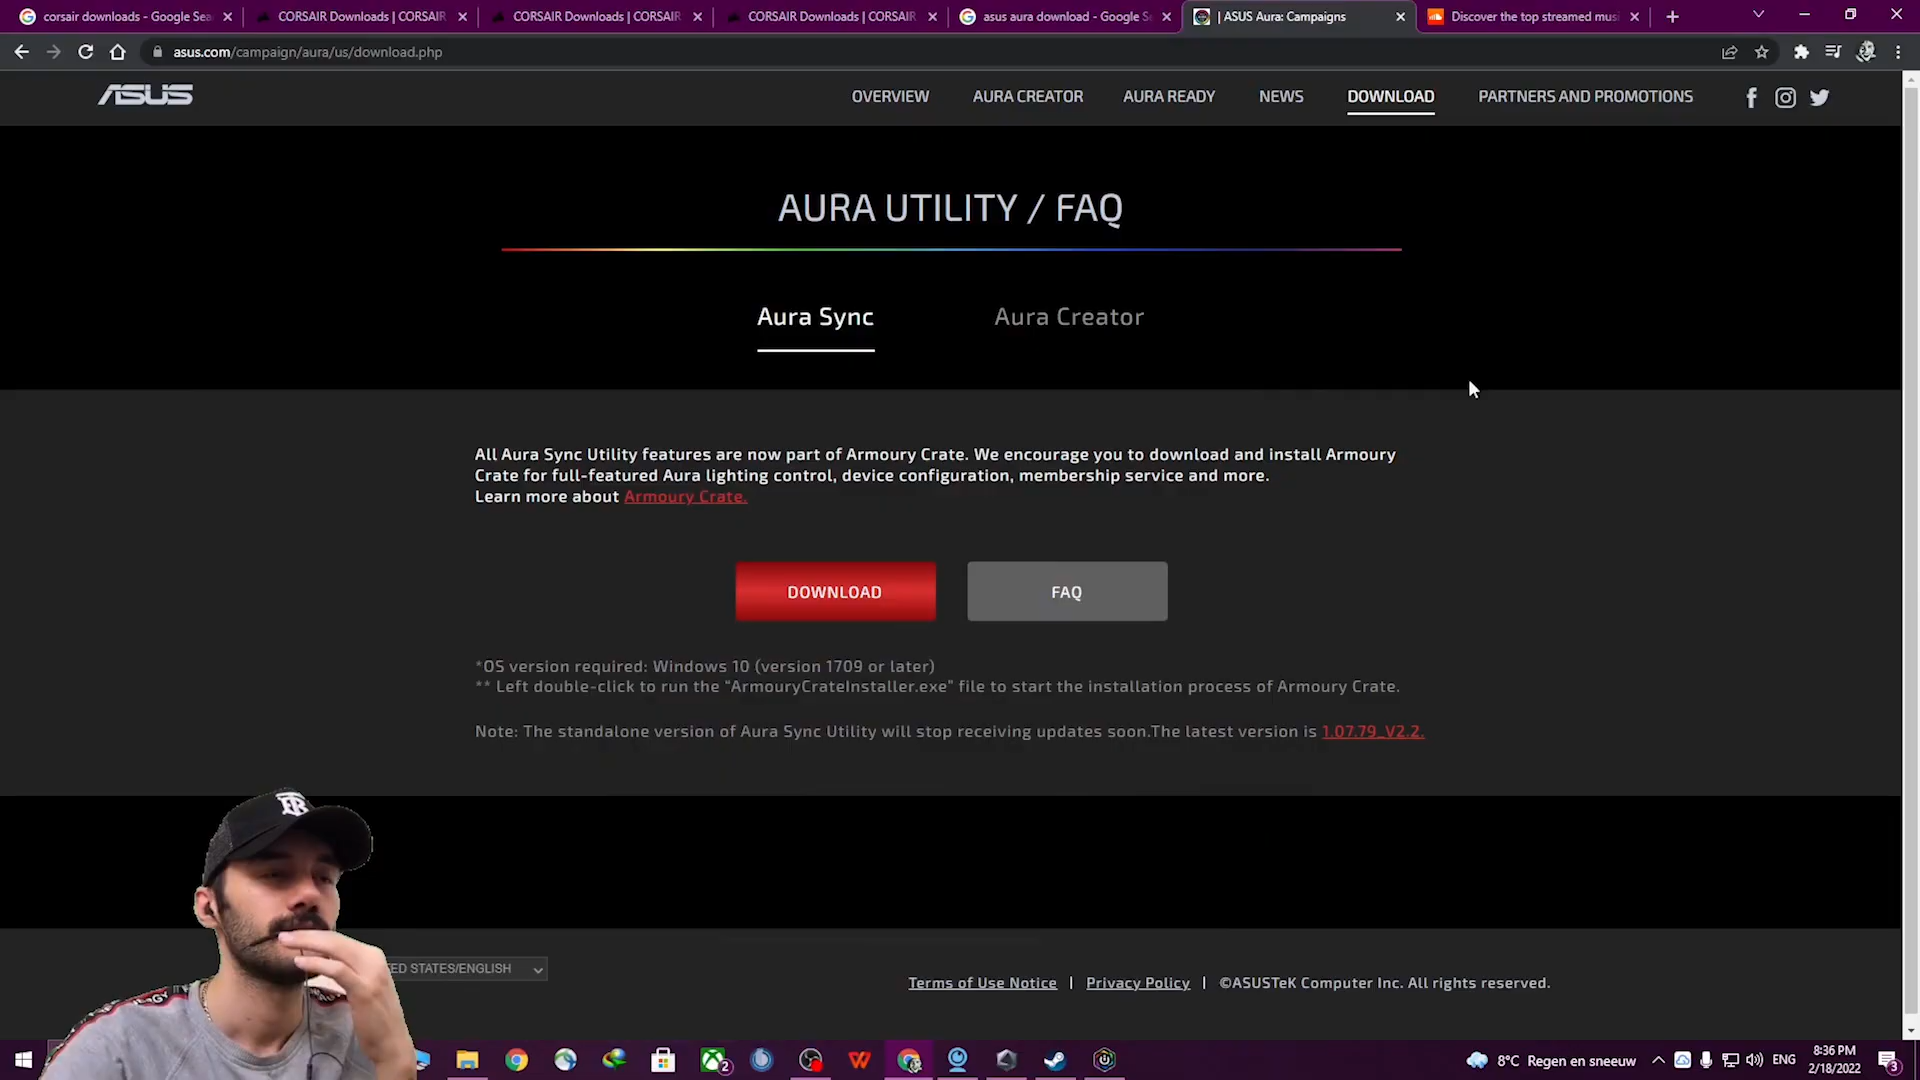 corsair downloads - Google Sea
CORSAIR Downloads | CORSAIR
CORSAIR Downloads | CORSAIR
CORSAIR Downloads | CORSAIR
asus aura download - Google Se
| ASUS Aura: Campaigns
Discover the top streamed musi
asus.com/campaign/aura/us/download.php
ASUS
OVERVIEW
AURA CREATOR
AURA READY
NEWS
DOWNLOAD
PARTNERS AND PROMOTIONS
AURA UTILITY / FAQ
Aura Sync
Aura Creator
All Aura Sync Utility features are now part of Armoury Crate. We encourage you to download and install Armoury
Crate for full-featured Aura lighting control, device configuration, membership service and more.
Learn more about Armoury Crate.
DOWNLOAD
FAQ
*OS version required: Windows 10 (version 1709 or later)
** Left double-click to run the “ArmouryCrateInstaller.exe” file to start the installation process of Armoury Crate.
Note: The standalone version of Aura Sync Utility will stop receiving updates soon.The latest version is 1.07.79_V2.2.
ED STATES/ENGLISH
Terms of Use Notice | Privacy Policy | ©ASUSTeK Computer Inc. All rights reserved.
2
8°C Regen en sneeuw
ENG
8:36 PM
2/18/2022
3